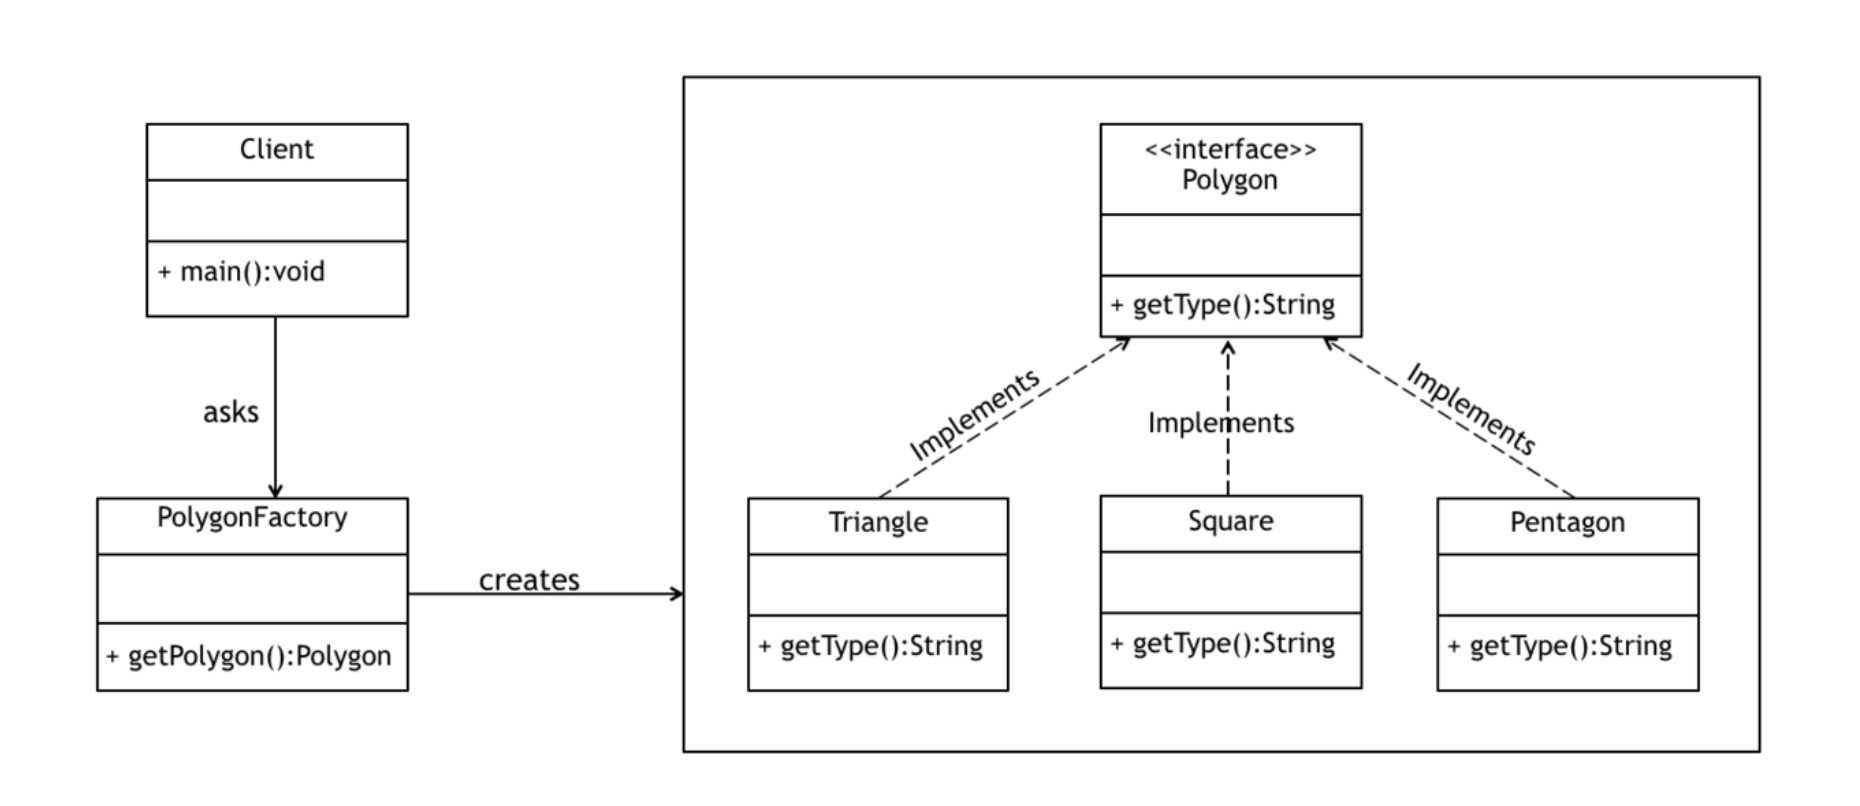 Client
+ main():void
asks
PolygonFactory
+ getPolygon():Polygon
creates
<<interface>>
Polygon
+ getType():String
Implements
Implements
Implements
Triangle
+ getType():String
Square
+ getType():String
Pentagon
+ getType():String